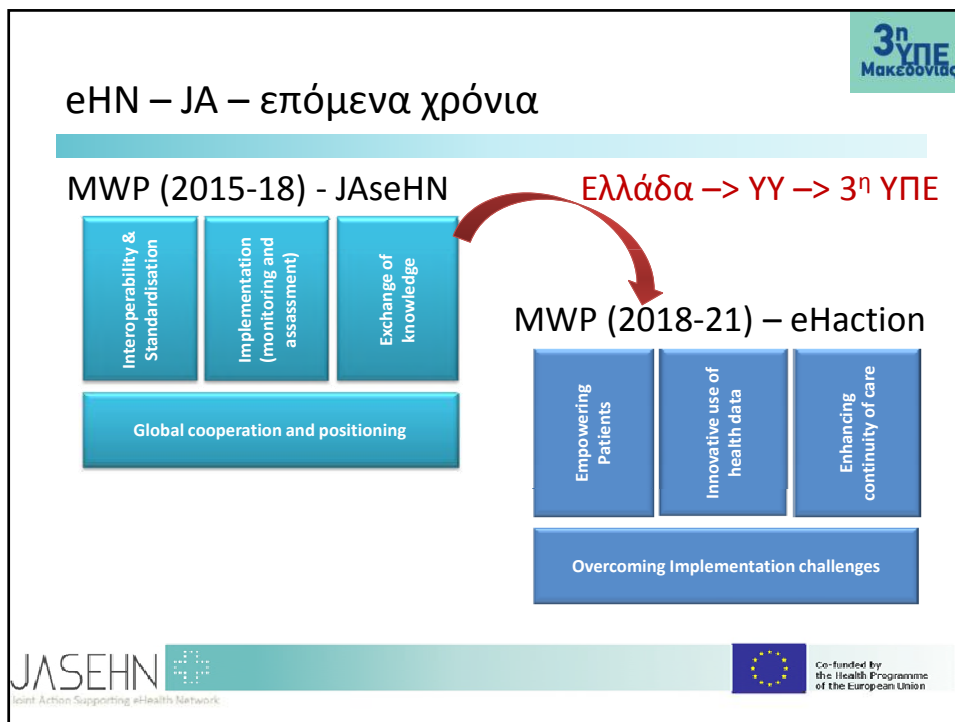 3η ΥΠΕ
Μακεδονίας
eHN – JA – επόμενα χρόνια
MWP (2015-18) - JAseHN
Ελλάδα –> ΥΥ –> 3η ΥΠΕ
Interoperability &
Standardisation
Implementation
(monitoring and
assassment)
Exchange of
knowledge
Global cooperation and positioning
MWP (2018-21) – eHaction
Empowering
Patients
Innovative use of
health data
Enhancing
continuity of care
Overcoming Implementation challenges
JASEHN
Joint Action Supporting eHealth Network
Co-funded by
the Health Programme
of the European Union